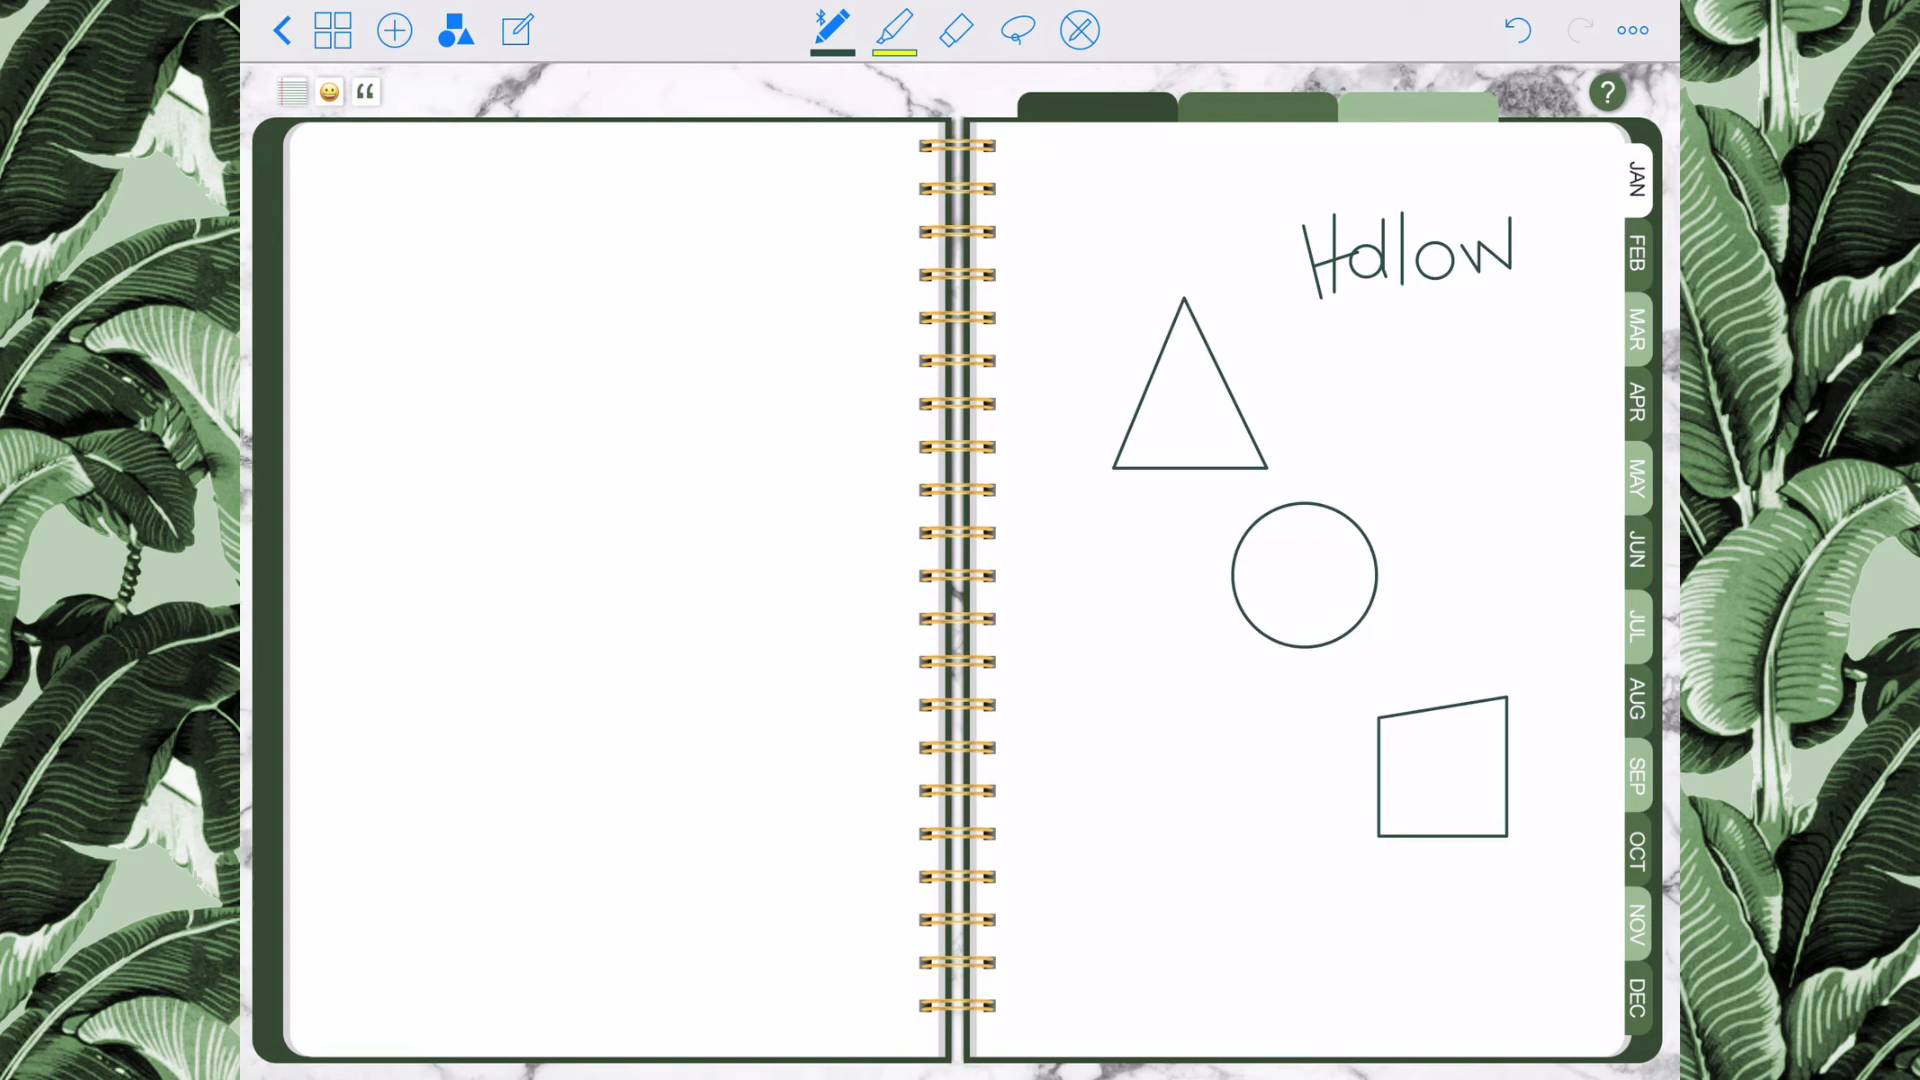 ?
Hollow
JAN
FEB
MAR
APR
MAY
JUN
JUL
AUG
SEP
OCT
NOV
DEC